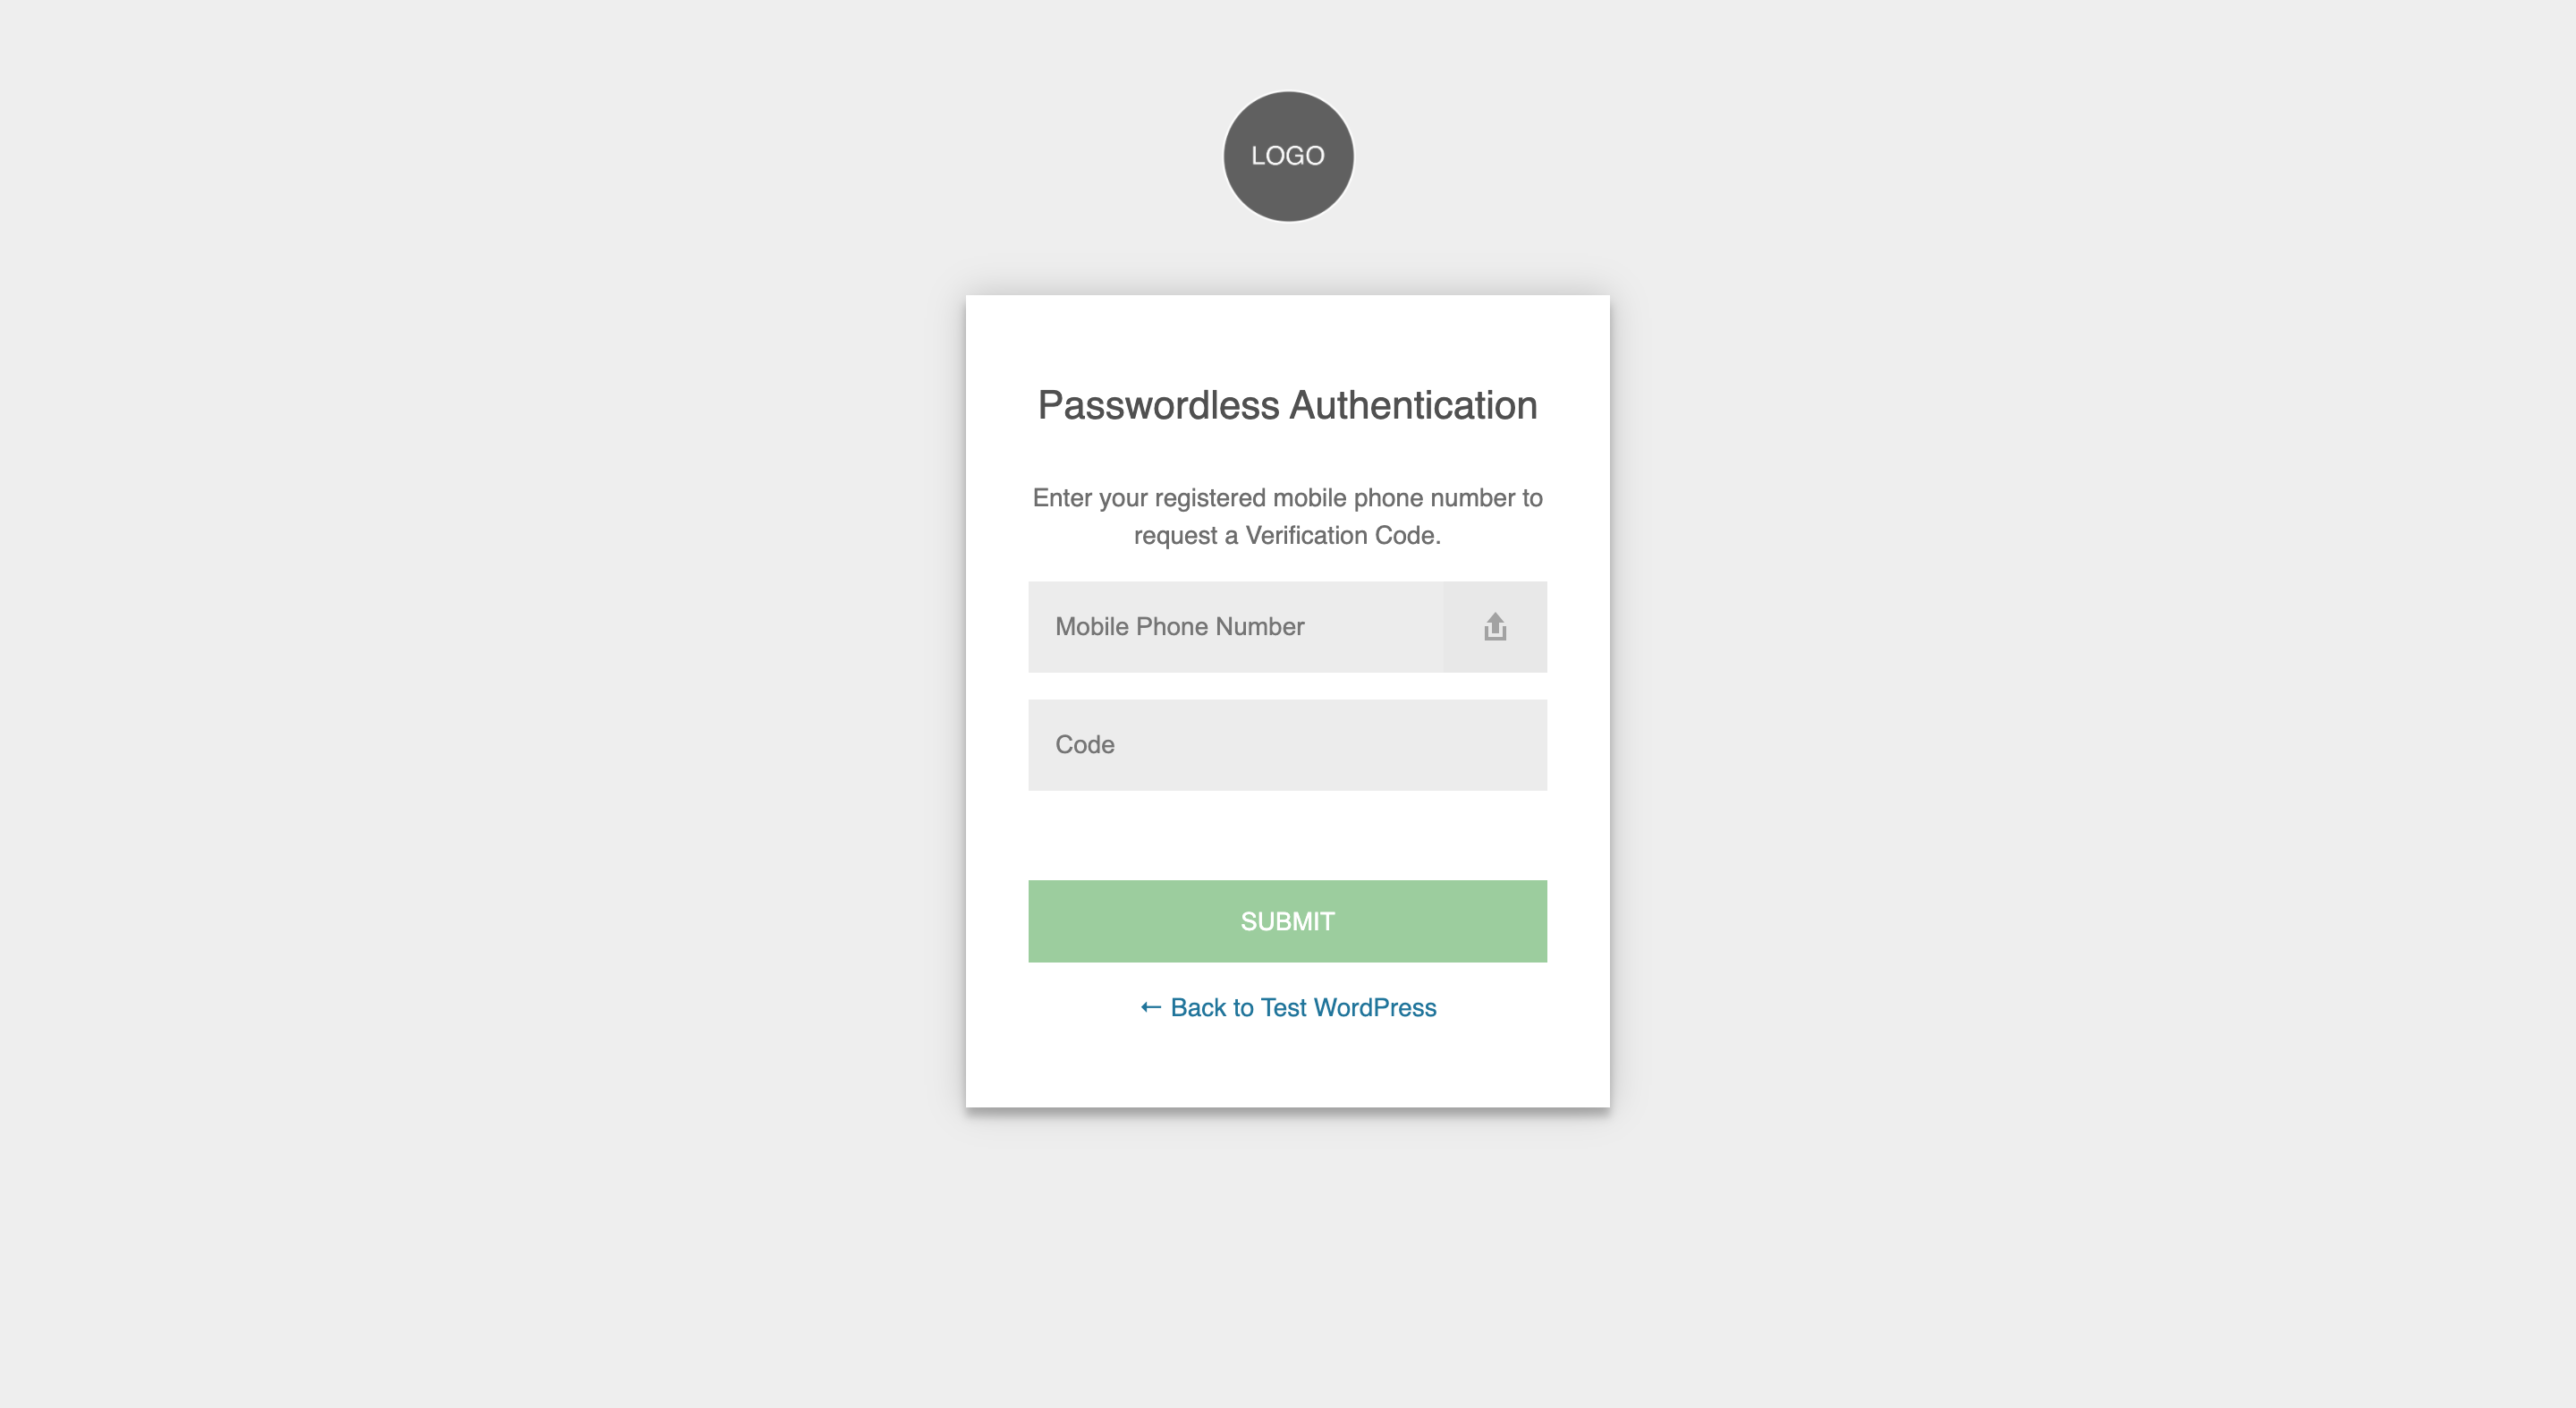 LOGO
Passwordless Authentication
Enter your registered mobile phone number to
request a Verification Code.
Mobile Phone Number
Code
SUBMIT
← Back to Test WordPress